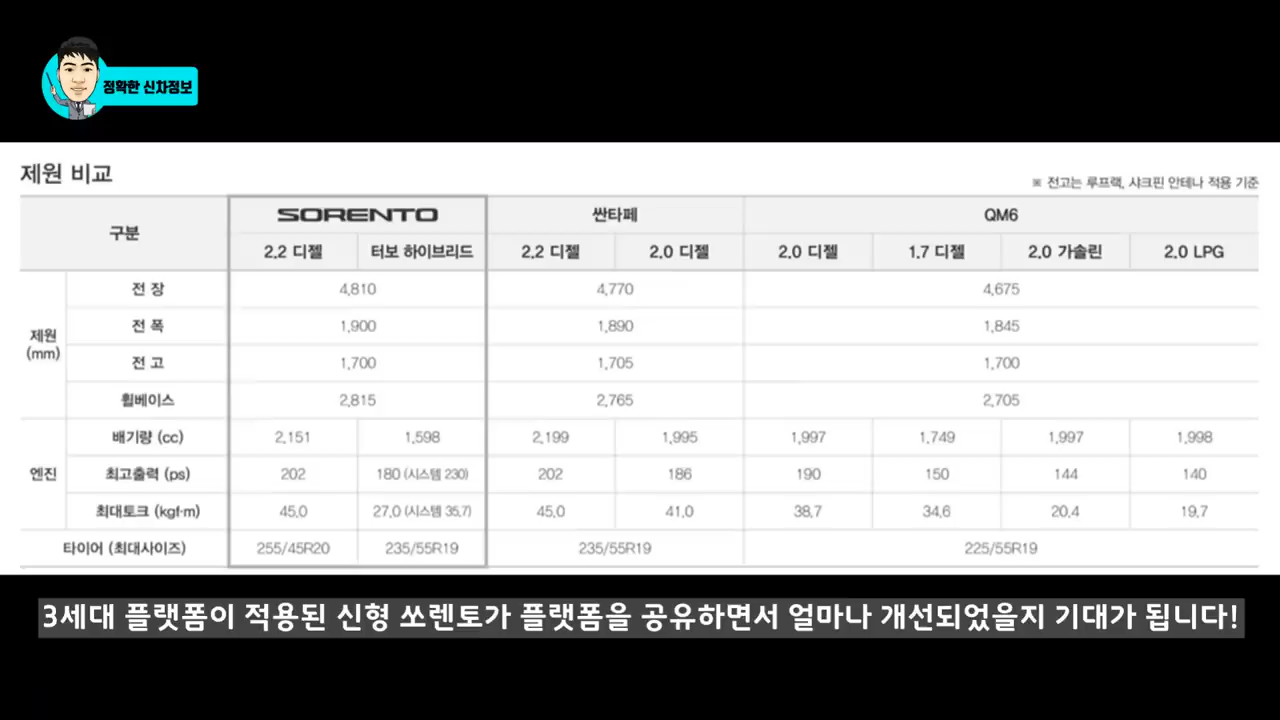 정확한 신차정보
제원 비교
※ 전고는 루프랙, 샤크핀 안테나 적용 기준
구분 SORENTO 싼타페 QM6
2.2 디젤 터보 하이브리드 2.2 디젤 2.0 디젤 2.0 디젤 1.7 디젤 2.0 가솔린 2.0 LPG
제원 (mm)
전 장 4,810 4,770 4,675
전 폭 1,900 1,890 1,845
전 고 1,700 1,705 1,700
휠베이스 2,815 2,765 2,705
엔진
배기량 (cc) 2,151 1,598 2,199 1,995 1,997 1,749 1,997 1,998
최고출력 (ps) 202 180 (시스템 230) 202 186 190 150 144 140
최대토크 (kgf·m) 45.0 27.0 (시스템 35.7) 45.0 41.0 38.7 34.6 20.4 19.7
타이어 (최대사이즈) 255/45R20 235/55R19 235/55R19 225/55R19
3세대 플랫폼이 적용된 신형 쏘렌토가 플랫폼을 공유하면서 얼마나 개선되었을지 기대가 됩니다!